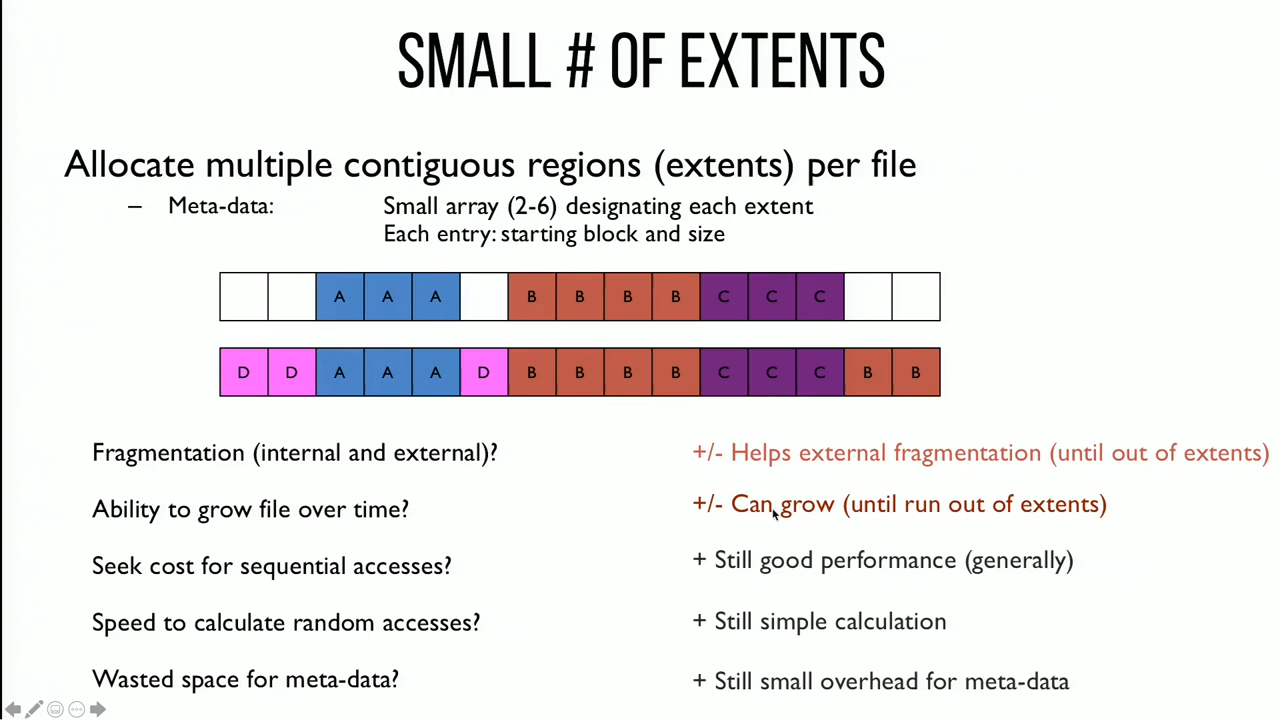 SMALL # OF EXTENTS
Allocate multiple contiguous regions (extents) per file
– Meta-data: Small array (2-6) designating each extent
Each entry: starting block and size
A A A B B B B C C C
D D A A A D B B B B C C C B B
Fragmentation (internal and external)? +/- Helps external fragmentation (until out of extents)
Ability to grow file over time? +/- Can grow (until run out of extents)
Seek cost for sequential accesses? + Still good performance (generally)
Speed to calculate random accesses? + Still simple calculation
Wasted space for meta-data? + Still small overhead for meta-data